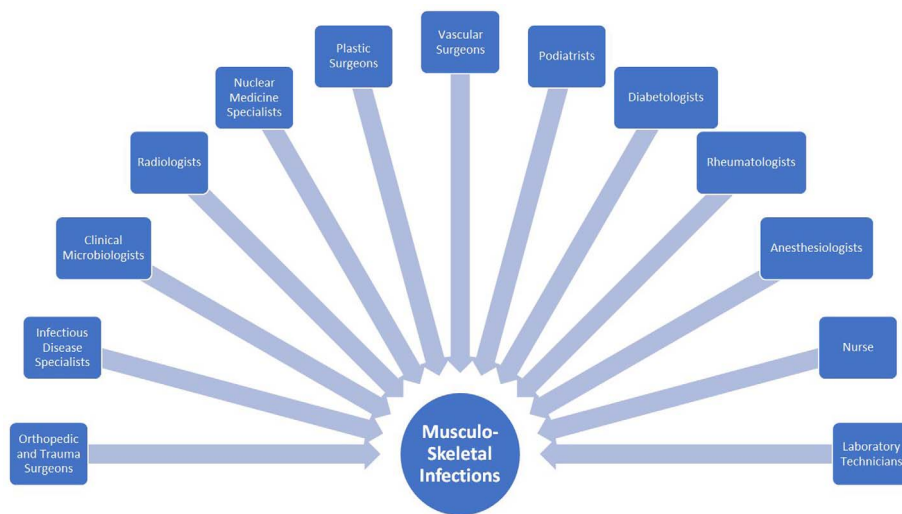 Vascular
Surgeons
Plastic
Surgeons
Podiatrists
Nuclear
Medicine
Specialists
Diabetologists
Radiologists
Rheumatologists
Clinical
Microbiologists
Anesthesiologists
Infectious
Disease
Specialists
Nurse
Orthopedic
and Trauma
Surgeons
Musculo-
Skeletal
Infections
Laboratory
Technicians